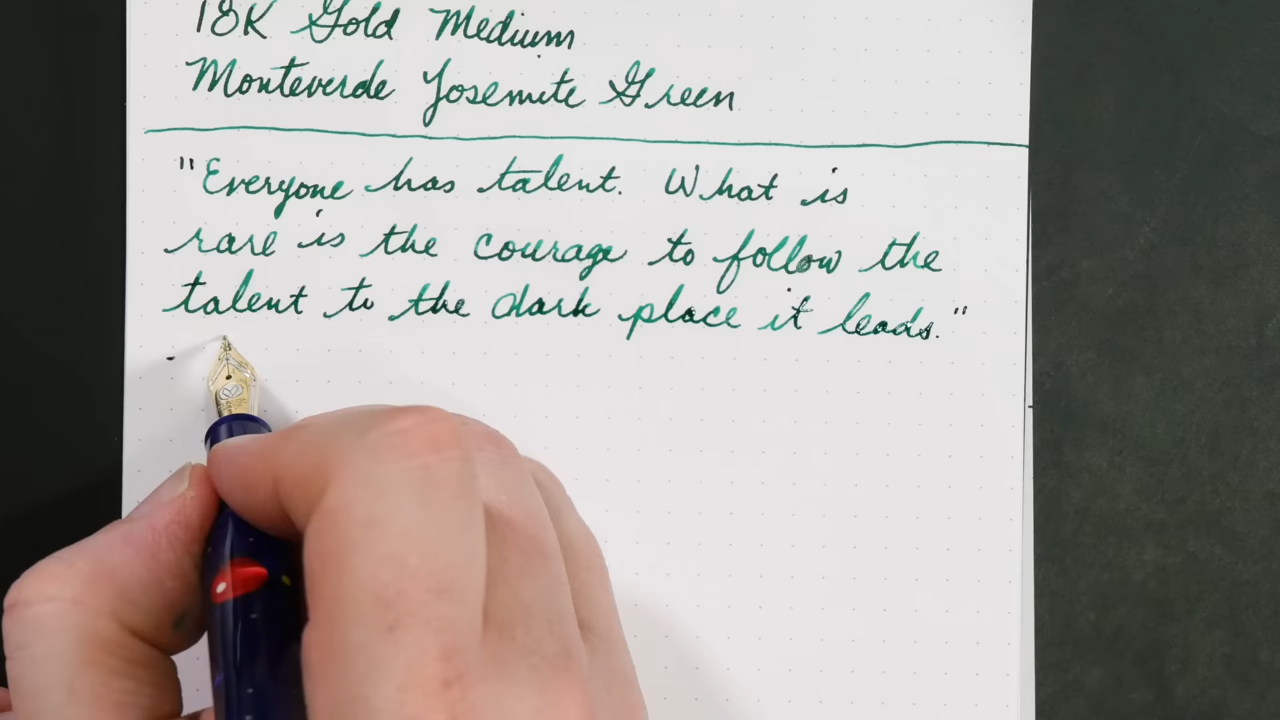 18K Gold Medium
Monteverde Yosemite Green
"Everyone has talent. What is
rare is the courage to follow the
talent to the dark place it leads."